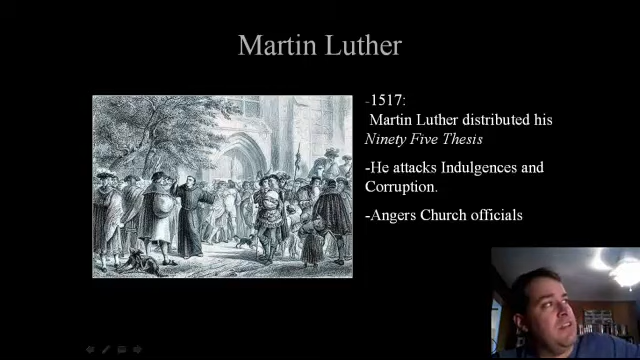 Martin Luther
-1517:
Martin Luther distributed his
Ninety Five Thesis
-He attacks Indulgences and
Corruption.
-Angers Church officials